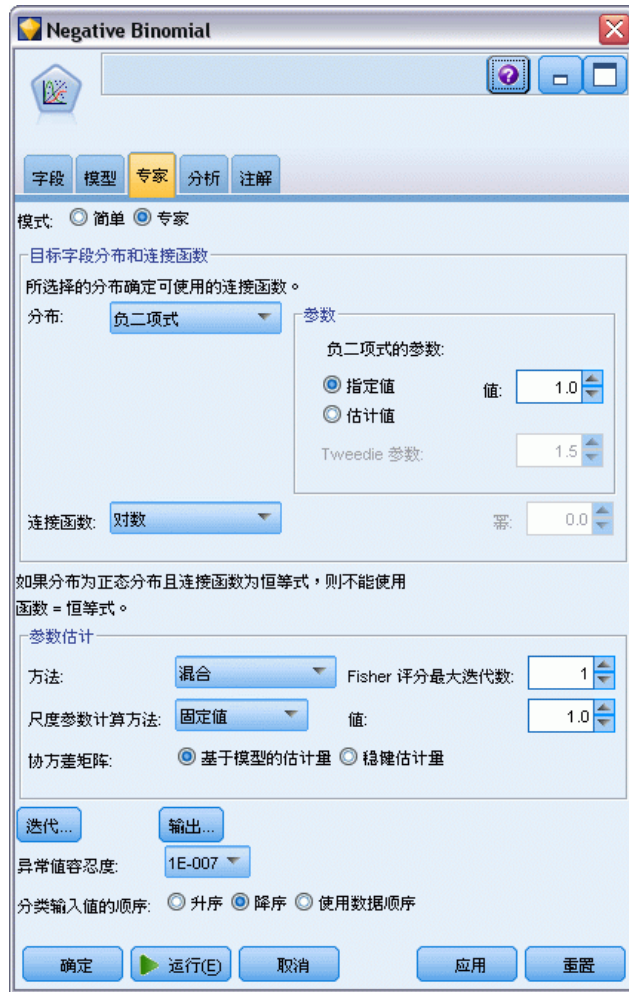 Negative Binomial
字段 模型 专家 分析 注解
模式: 简单 专家
目标字段分布和连接函数
所选择的分布确定可使用的连接函数。
分布: 负二项式
参数
负二项式的参数:
指定值 值: 1.0
估计值
Tweedie 参数: 1.5
连接函数: 对数 幂: 0.0
如果分布为正态分布且连接函数为恒等式，则不能使用
函数 = 恒等式。
参数估计
方法: 混合 Fisher 评分最大迭代数: 1
尺度参数计算方法: 固定值 值: 1.0
协方差矩阵: 基于模型的估计量 稳健估计量
迭代... 输出...
异常值容忍度: 1E-007
分类输入值的顺序: 升序 降序 使用数据顺序
确定 运行(E) 取消 应用 重置